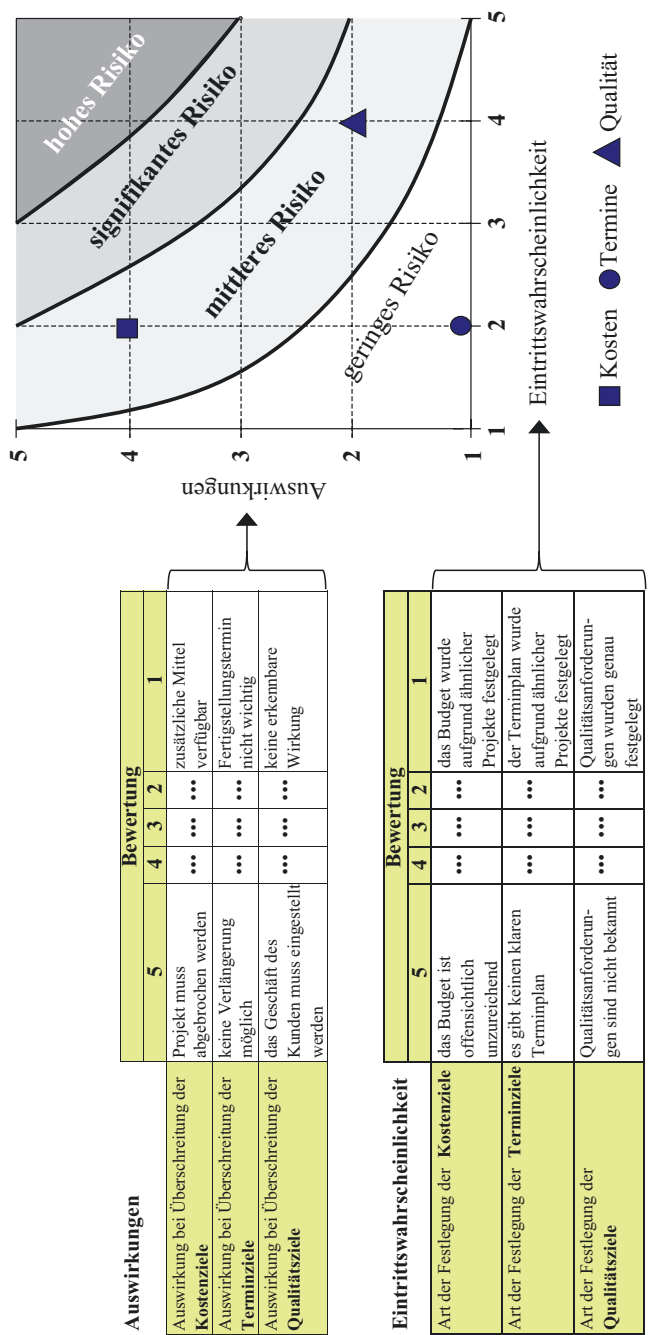 Auswirkungen
Bewertung
5 4 3 2 1
Auswirkung bei Überschreitung der
Kostenziele
Projekt muss
abgebrochen werden
... ... ...
zusätzliche Mittel
verfügbar
Auswirkung bei Überschreitung der
Terminziele
keine Verlängerung
möglich
... ... ...
Fertigstellungstermin
nicht wichtig
Auswirkung bei Überschreitung der
Qualitätsziele
das Geschäft des
Kunden muss eingestellt
werden
... ... ...
keine erkennbare
Wirkung
Eintrittswahrscheinlichkeit
Bewertung
5 4 3 2 1
Art der Festlegung der Kostenziele
das Budget ist
offensichtlich
unzureichend
... ... ...
das Budget wurde
aufgrund ähnlicher
Projekte festgelegt
Art der Festlegung der Terminziele
es gibt keinen klaren
Terminplan
... ... ...
der Terminplan wurde
aufgrund ähnlicher
Projekte festgelegt
Art der Festlegung der
Qualitätsziele
Qualitätsanforderun-
gen sind nicht bekannt
... ... ...
Qualitätsanforderun-
gen wurden genau
festgelegt
Auswirkungen
5
4
3
2
1
hohes Risiko
signifikantes Risiko
mittleres Risiko
geringes Risiko
1 2 3 4 5
Eintrittswahrscheinlichkeit
Kosten Termine Qualität